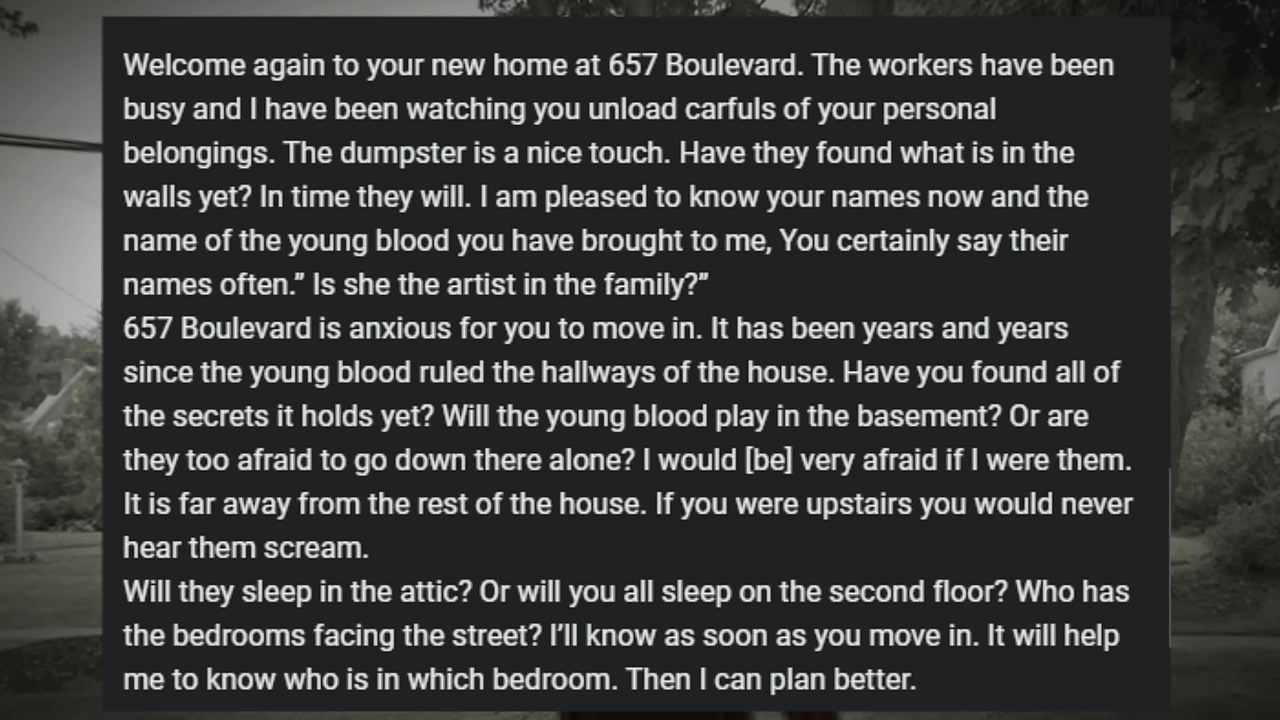 Welcome again to your new home at 657 Boulevard. The workers have been
busy and I have been watching you unload carfuls of your personal
belongings. The dumpster is a nice touch. Have they found what is in the
walls yet? In time they will. I am pleased to know your names now and the
name of the young blood you have brought to me, You certainly say their
names often.” Is she the artist in the family?”
657 Boulevard is anxious for you to move in. It has been years and years
since the young blood ruled the hallways of the house. Have you found all of
the secrets it holds yet? Will the young blood play in the basement? Or are
they too afraid to go down there alone? I would [be] very afraid if I were them.
It is far away from the rest of the house. If you were upstairs you would never
hear them scream.
Will they sleep in the attic? Or will you all sleep on the second floor? Who has
the bedrooms facing the street? I’ll know as soon as you move in. It will help
me to know who is in which bedroom. Then I can plan better.